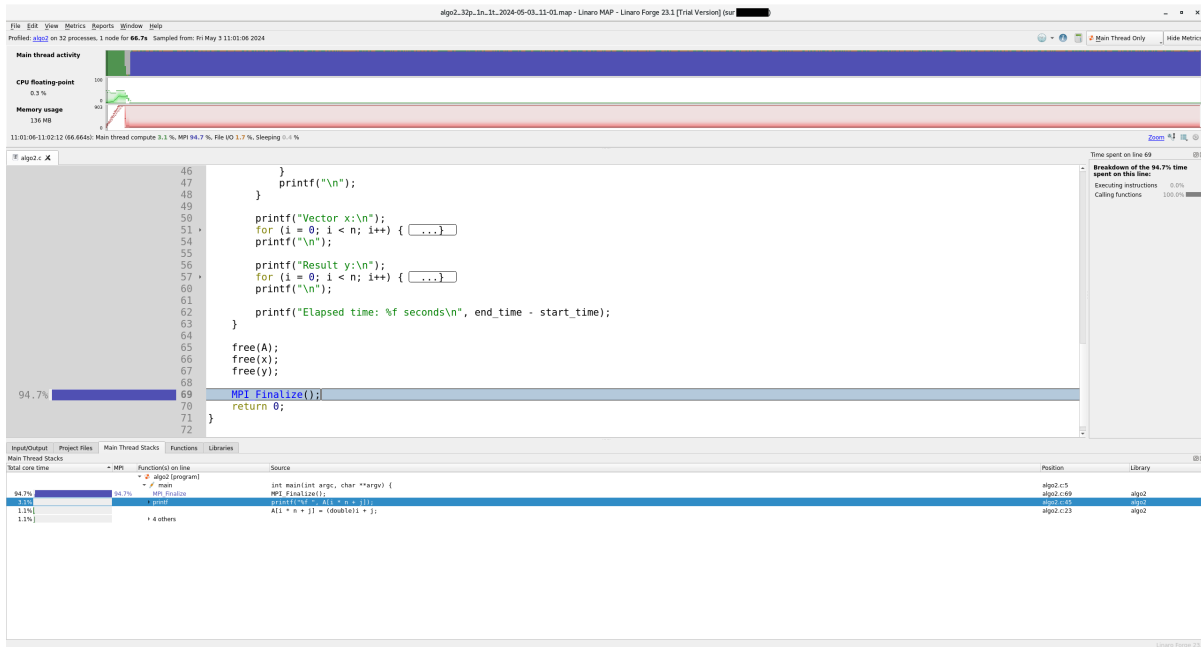 algo2_32p_1n_1t_2024-05-03_11-01.map - Linaro MAP - Linaro Forge 23.1 [Trial Version] (sur )
File Edit View Metrics Reports Window Help
Profiled: algo2 on 32 processes, 1 node for 66.7s Sampled from: Fri May 3 11:01:06 2024 Main Thread Only Hide Metrics
Main thread activity
CPU floating-point 100
0.3 % 0
Memory usage 903
136 MB 0
11:01:06-11:02:12 (66.664s): Main thread compute 3.1 %, MPI 94.7 %, File I/O 1.7 %, Sleeping 0.4 % Zoom
algo2.c X
Time spent on line 69
Breakdown of the 94.7% time
spent on this line:
Executing instructions 0.0%
Calling functions 100.0%
46 }
47 printf("\n");
48 }
49
50 printf("Vector x:\n");
51 for (i = 0; i < n; i++) { ...}
54 printf("\n");
55
56 printf("Result y:\n");
57 for (i = 0; i < n; i++) { ...}
60 printf("\n");
61
62 printf("Elapsed time: %f seconds\n", end_time - start_time);
63 }
64
65 free(A);
66 free(x);
67 free(y);
68
94.7% 69 MPI_Finalize();
70 return 0;
71 }
72
Input/Output Project Files Main Thread Stacks Functions Libraries
Main Thread Stacks
Total core time MPI Function(s) on line Source Position Library
algo2 [program]
main int main(int argc, char **argv) { algo2.c:5
94.7% 94.7% MPI_Finalize MPI_Finalize(); algo2.c:69 algo2
3.1% printf printf("%f ", A[i * n + j]); algo2.c:45 algo2
1.1% A[i * n + j] = (double)i + j; algo2.c:23 algo2
1.1% 4 others
Linaro Forge 23